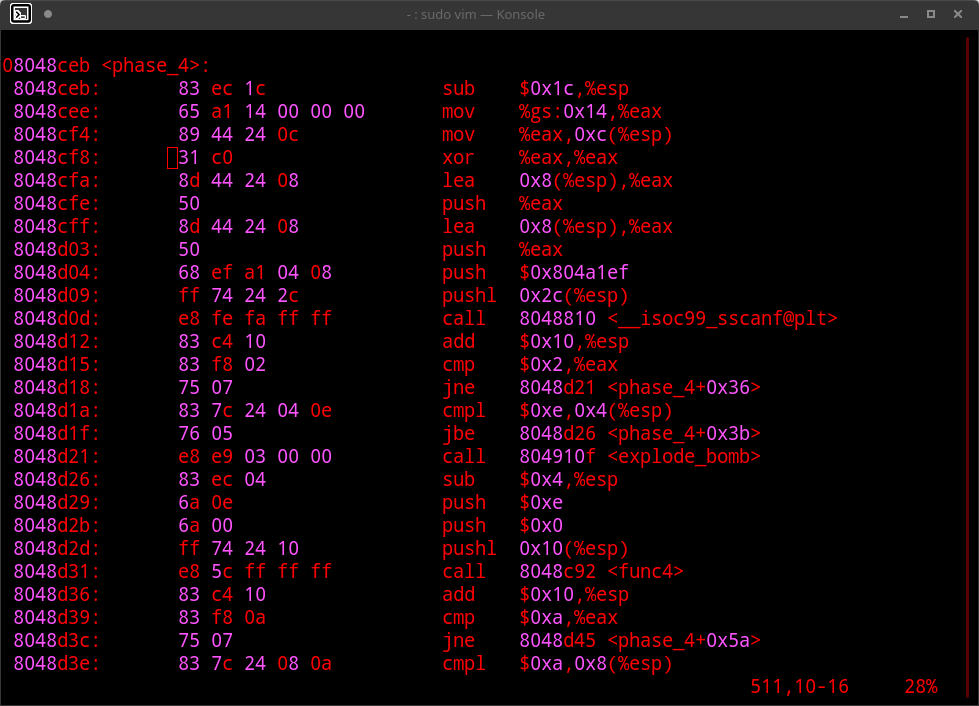 - : sudo vim — Konsole
08048ceb <phase_4>:
8048ceb: 83 ec 1c sub $0x1c,%esp
8048cee: 65 a1 14 00 00 00 mov %gs:0x14,%eax
8048cf4: 89 44 24 0c mov %eax,0xc(%esp)
8048cf8: 31 c0 xor %eax,%eax
8048cfa: 8d 44 24 08 lea 0x8(%esp),%eax
8048cfe: 50 push %eax
8048cff: 8d 44 24 08 lea 0x8(%esp),%eax
8048d03: 50 push %eax
8048d04: 68 ef a1 04 08 push $0x804a1ef
8048d09: ff 74 24 2c pushl 0x2c(%esp)
8048d0d: e8 fe fa ff ff call 8048810 <__isoc99_sscanf@plt>
8048d12: 83 c4 10 add $0x10,%esp
8048d15: 83 f8 02 cmp $0x2,%eax
8048d18: 75 07 jne 8048d21 <phase_4+0x36>
8048d1a: 83 7c 24 04 0e cmpl $0xe,0x4(%esp)
8048d1f: 76 05 jbe 8048d26 <phase_4+0x3b>
8048d21: e8 e9 03 00 00 call 804910f <explode_bomb>
8048d26: 83 ec 04 sub $0x4,%esp
8048d29: 6a 0e push $0xe
8048d2b: 6a 00 push $0x0
8048d2d: ff 74 24 10 pushl 0x10(%esp)
8048d31: e8 5c ff ff ff call 8048c92 <func4>
8048d36: 83 c4 10 add $0x10,%esp
8048d39: 83 f8 0a cmp $0xa,%eax
8048d3c: 75 07 jne 8048d45 <phase_4+0x5a>
8048d3e: 83 7c 24 08 0a cmpl $0xa,0x8(%esp)
511,10-16 28%